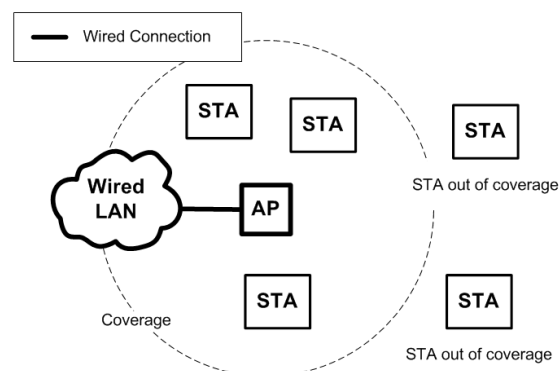 Wired Connection
STA
STA
STA
STA out of coverage
Wired
LAN
AP
STA
STA
Coverage
STA out of coverage